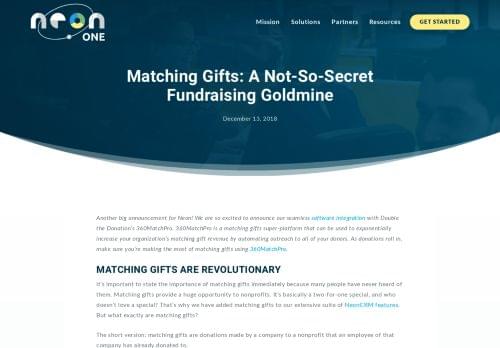 neon
ONE
Mission Solutions Partners Resources GET STARTED
Matching Gifts: A Not-So-Secret
Fundraising Goldmine
December 13, 2018
Another big announcement for Neon! We are so excited to announce our seamless software integration with Double
the Donation's 360MatchPro. 360MatchPro is a matching gifts super-platform that can be used to exponentially
increase your organization's matching gift revenue by automating outreach to all of your donors. As donations roll in,
make sure you're making the most of matching gifts using 360MatchPro.
MATCHING GIFTS ARE REVOLUTIONARY
It's important to state the importance of matching gifts immediately because many people have never heard of
them. Matching gifts provide a huge opportunity to nonprofits. It's basically a two-for-one special, and who
doesn't love a special? That's why we have added matching gifts to our extensive suite of NeonCRM features.
But what exactly are matching gifts?
The short version: matching gifts are donations made by a company to a nonprofit that an employee of that
company has already donated to.